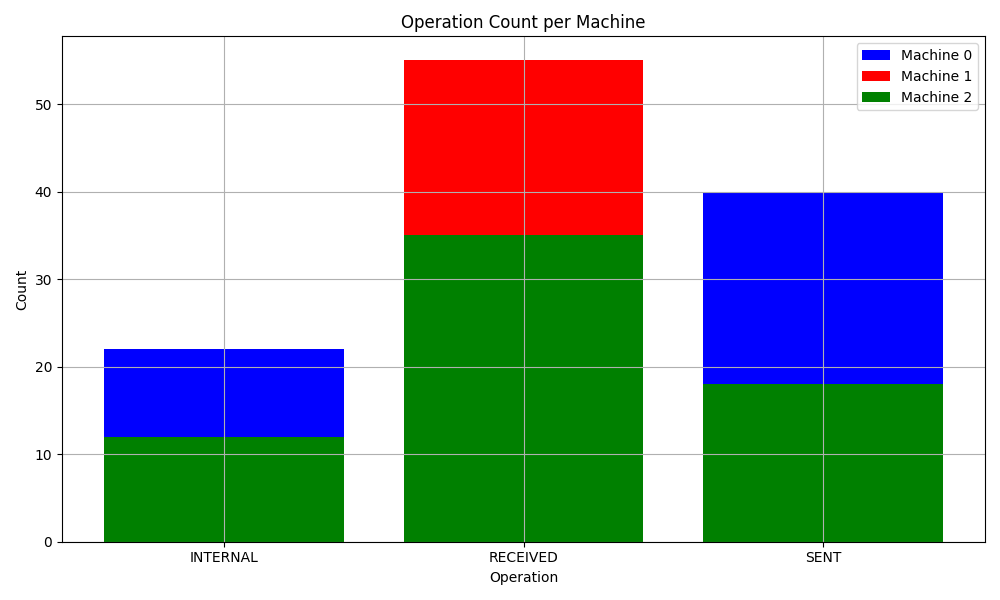 Operation Count per Machine
Machine 0
Machine 1
Machine 2
50
40
30
20
10
0
Count
INTERNAL RECEIVED SENT
Operation